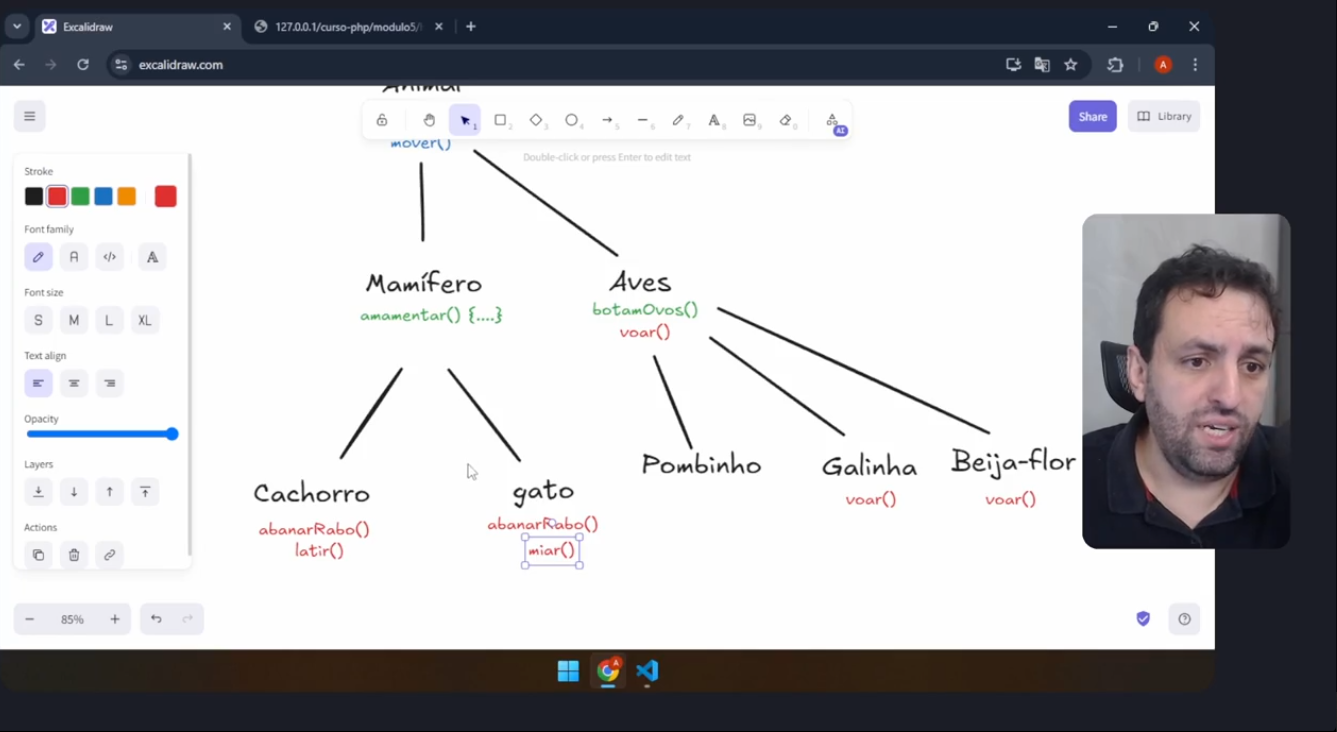 Excalidraw
127.0.0.1/curso-php/modulo5/
excalidraw.com
A
Animal
1
2
3
4
5
6
7
8
9
0
AI
Share
Library
mover()
Double-click or press Enter to edit text
Stroke
Font family
Font size
S M L XL
Text align
Opacity
Layers
Actions
Mamífero
amamentar() {....}
Aves
botamOvos()
voar()
Cachorro
abanarRabo()
latir()
gato
abanarRabo()
miar()
Pombinho
Galinha
voar()
Beija-flor
voar()
85%